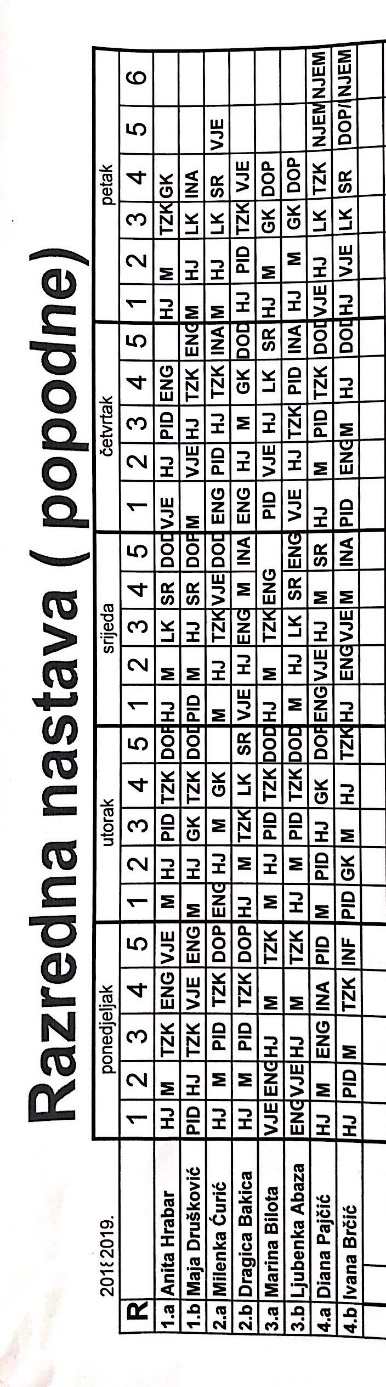 Razredna nastava ( popodne)
2018 2019. ponedjeljak utorak srijeda četvrtak petak
R 1 2 3 4 5 1 2 3 4 5 1 2 3 4 5 1 2 3 4 5 1 2 3 4 5 6
1.a Anita Hrabar HJ M TZK ENG VJE M HJ PID TZK DOP HJ M LK SR DOD VJE HJ PID ENG HJ M TZK GK
1.b Maja Drušković PID HJ TZK VJE ENG M HJ GK TZK DOD PID M HJ SR DOP M VJE HJ TZK ENG M HJ LK INA
2.a Milenka Ćurić HJ M PID TZK DOP ENG HJ M GK M HJ TZK VJE DOD ENG PID HJ TZK INA M HJ LK SR VJE
2.b Dragica Bakica HJ M PID TZK DOP HJ M TZK LK SR VJE HJ ENG M INA ENG HJ M GK DOD HJ PID TZK VJE
3.a Marina Bilota VJE ENG HJ M TZK M HJ PID TZK DOD HJ M TZK ENG PID VJE HJ LK SR HJ M GK DOP
3.b Ljubenka Abaza ENG VJE HJ M TZK HJ M PID TZK DOD M HJ LK SR ENG VJE HJ TZK PID INA HJ M GK DOP
4.a Diana Pajčić HJ M ENG INA PID M PID HJ GK DOP ENG VJE HJ M SR HJ M PID TZK DOD VJE HJ LK TZK NJEM NJEM
4.b Ivana Brčić HJ PID M TZK INF PID GK M HJ TZK HJ ENG VJE M INA PID ENG M HJ DOD HJ VJE LK SR DOP/ NJEM